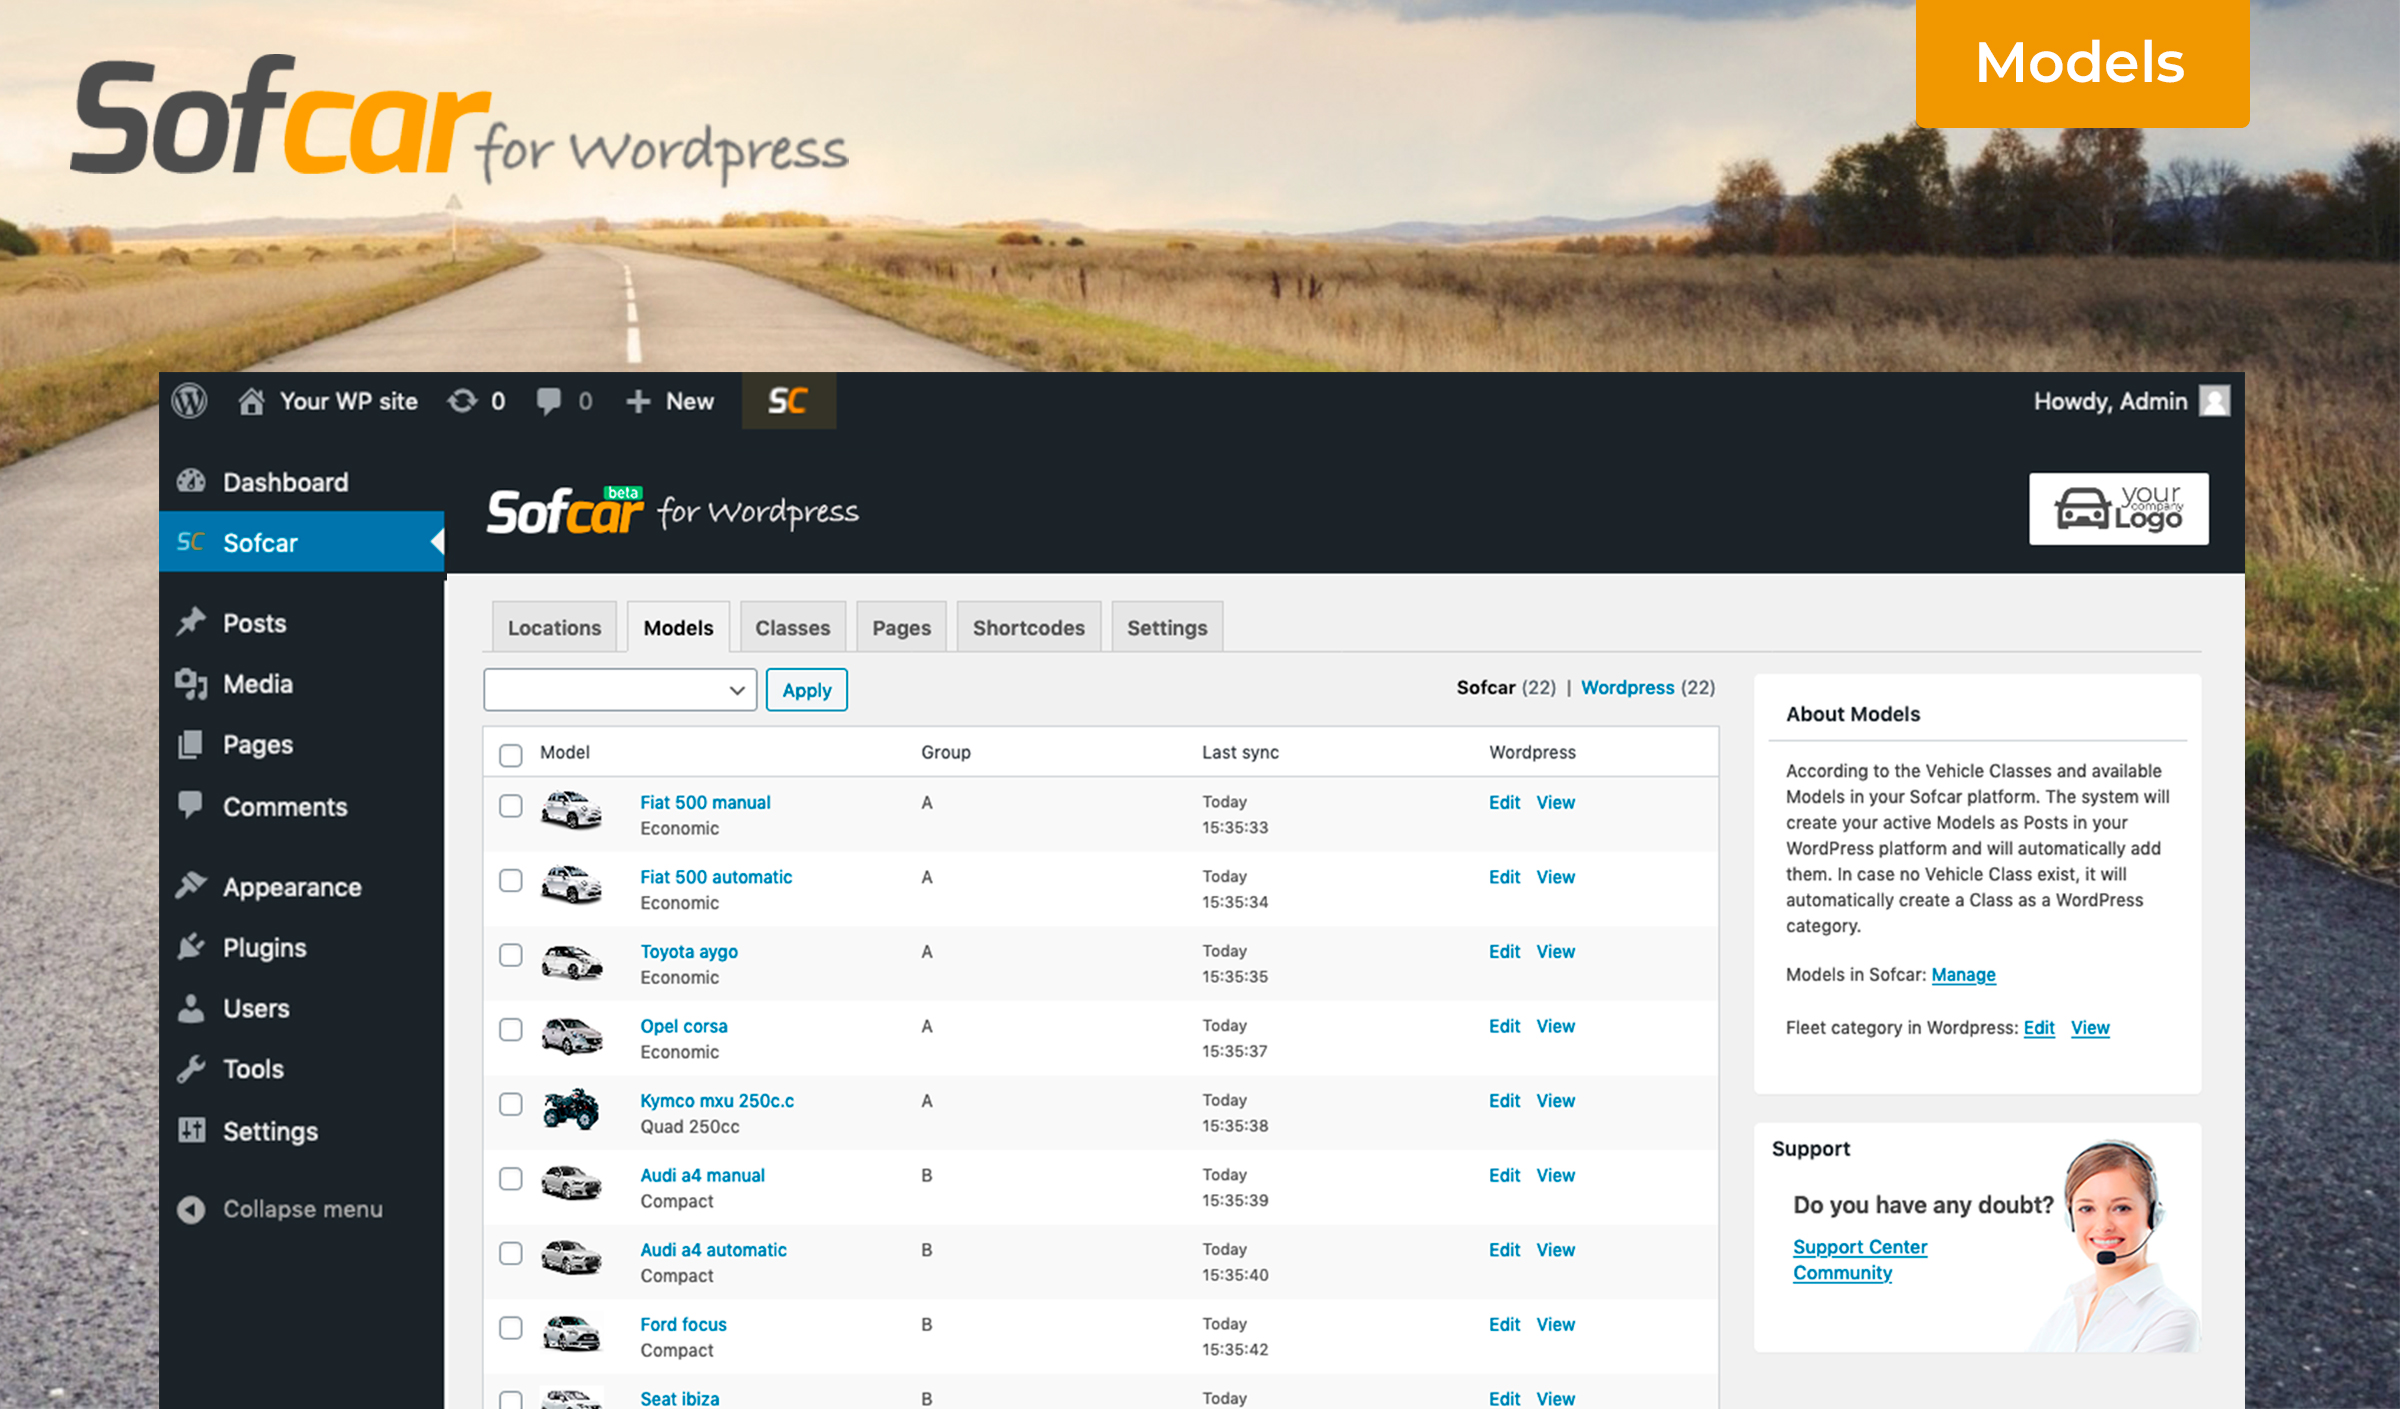 Sofcar for Wordpress
Models
Your WP site 0 0 New SC
Howdy, Admin
Dashboard
SC Sofcar
Posts
Media
Pages
Comments
Appearance
Plugins
Users
Tools
Settings
Collapse menu
Sofcar beta for Wordpress
your
company
Logo
Locations Models Classes Pages Shortcodes Settings
Apply
Sofcar (22) | Wordpress (22)
Model Group Last sync Wordpress
Fiat 500 manual A Today Edit View
Economic 15:35:33
Fiat 500 automatic A Today Edit View
Economic 15:35:34
Toyota aygo A Today Edit View
Economic 15:35:35
Opel corsa A Today Edit View
Economic 15:35:37
Kymco mxu 250c.c A Today Edit View
Quad 250cc 15:35:38
Audi a4 manual B Today Edit View
Compact 15:35:39
Audi a4 automatic B Today Edit View
Compact 15:35:40
Ford focus B Today Edit View
Compact 15:35:42
Seat ibiza B Today Edit View
About Models
According to the Vehicle Classes and available
Models in your Sofcar platform. The system will
create your active Models as Posts in your
WordPress platform and will automatically add
them. In case no Vehicle Class exist, it will
automatically create a Class as a WordPress
category.
Models in Sofcar: Manage
Fleet category in Wordpress: Edit View
Support
Do you have any doubt?
Support Center
Community